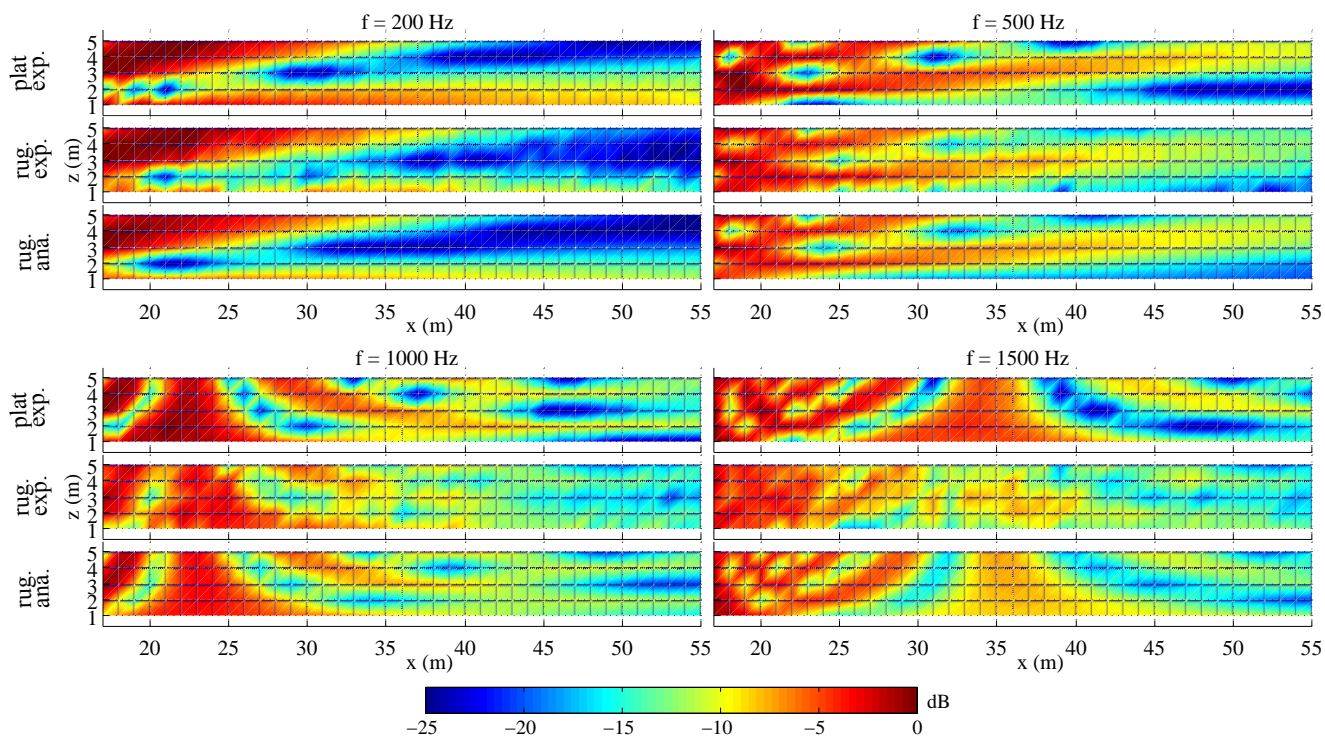 f = 200 Hz
f = 500 Hz
plat exp.
5
4
3
2
1
rug. exp.
z (m)
5
4
3
2
1
rug. ana.
5
4
3
2
1
20 25 30 35 40 45 50 55
x (m)
20 25 30 35 40 45 50 55
x (m)
f = 1000 Hz
f = 1500 Hz
plat exp.
5
4
3
2
1
rug. exp.
z (m)
5
4
3
2
1
rug. ana.
5
4
3
2
1
20 25 30 35 40 45 50 55
x (m)
20 25 30 35 40 45 50 55
x (m)
dB
−25 −20 −15 −10 −5 0